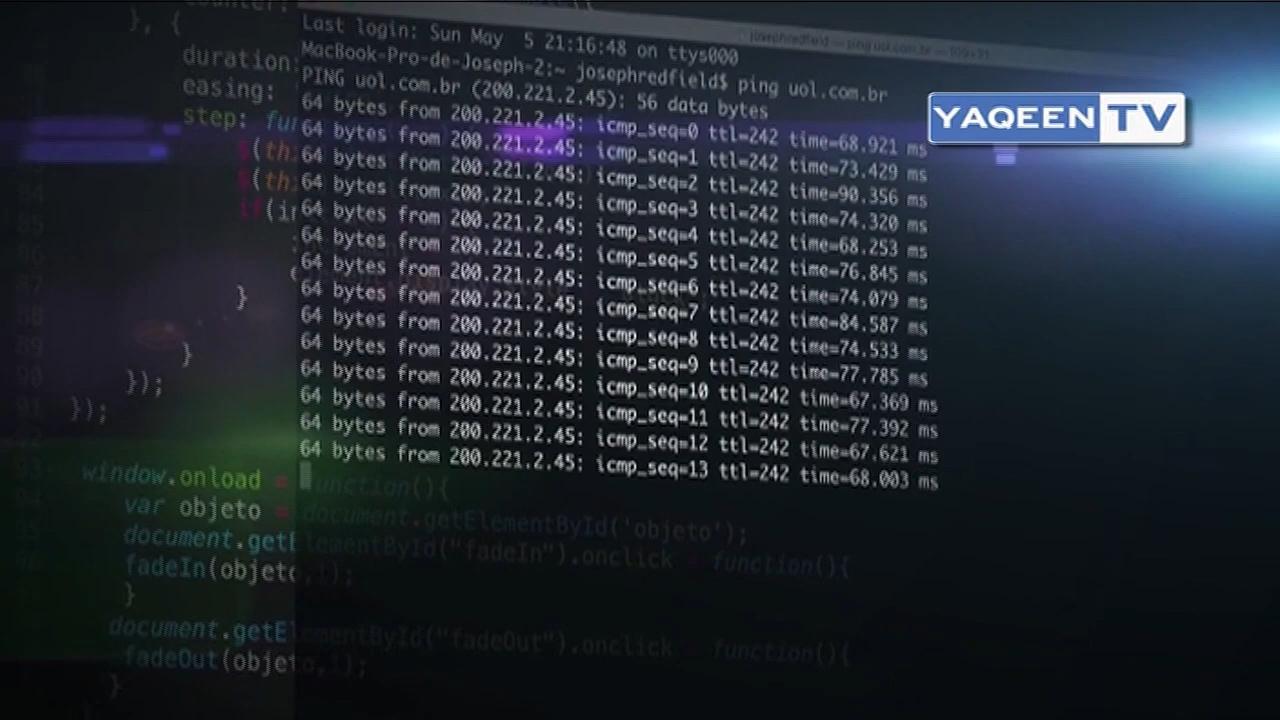 Last login: Sun May  5 21:16:48 on ttys000
MacBook-Pro-de-Joseph-2:~ josephredfield$ ping uol.com.br
PING uol.com.br (200.221.2.45): 56 data bytes
64 bytes from 200.221.2.45: icmp_seq=0 ttl=242 time=68.921 ms
64 bytes from 200.221.2.45: icmp_seq=1 ttl=242 time=73.429 ms
64 bytes from 200.221.2.45: icmp_seq=2 ttl=242 time=90.356 ms
64 bytes from 200.221.2.45: icmp_seq=3 ttl=242 time=74.320 ms
64 bytes from 200.221.2.45: icmp_seq=4 ttl=242 time=68.253 ms
64 bytes from 200.221.2.45: icmp_seq=5 ttl=242 time=76.845 ms
64 bytes from 200.221.2.45: icmp_seq=6 ttl=242 time=74.079 ms
64 bytes from 200.221.2.45: icmp_seq=7 ttl=242 time=84.587 ms
64 bytes from 200.221.2.45: icmp_seq=8 ttl=242 time=74.533 ms
64 bytes from 200.221.2.45: icmp_seq=9 ttl=242 time=77.785 ms
64 bytes from 200.221.2.45: icmp_seq=10 ttl=242 time=67.369 ms
64 bytes from 200.221.2.45: icmp_seq=11 ttl=242 time=77.392 ms
64 bytes from 200.221.2.45: icmp_seq=12 ttl=242 time=67.621 ms
64 bytes from 200.221.2.45: icmp_seq=13 ttl=242 time=68.003 ms
YAQEEN TV
}, {
duration:
easing:
step: fun
$(th
$(th
if(i
}
}
});
});
window.onload = function(){
var objeto = document.getElementById('objeto');
document.getElementById("fadeIn").onclick = function(){
fadeIn(objeto,1);
}
document.getElementById("fadeOut").onclick = function(){
fadeOut(objeto,1);
}